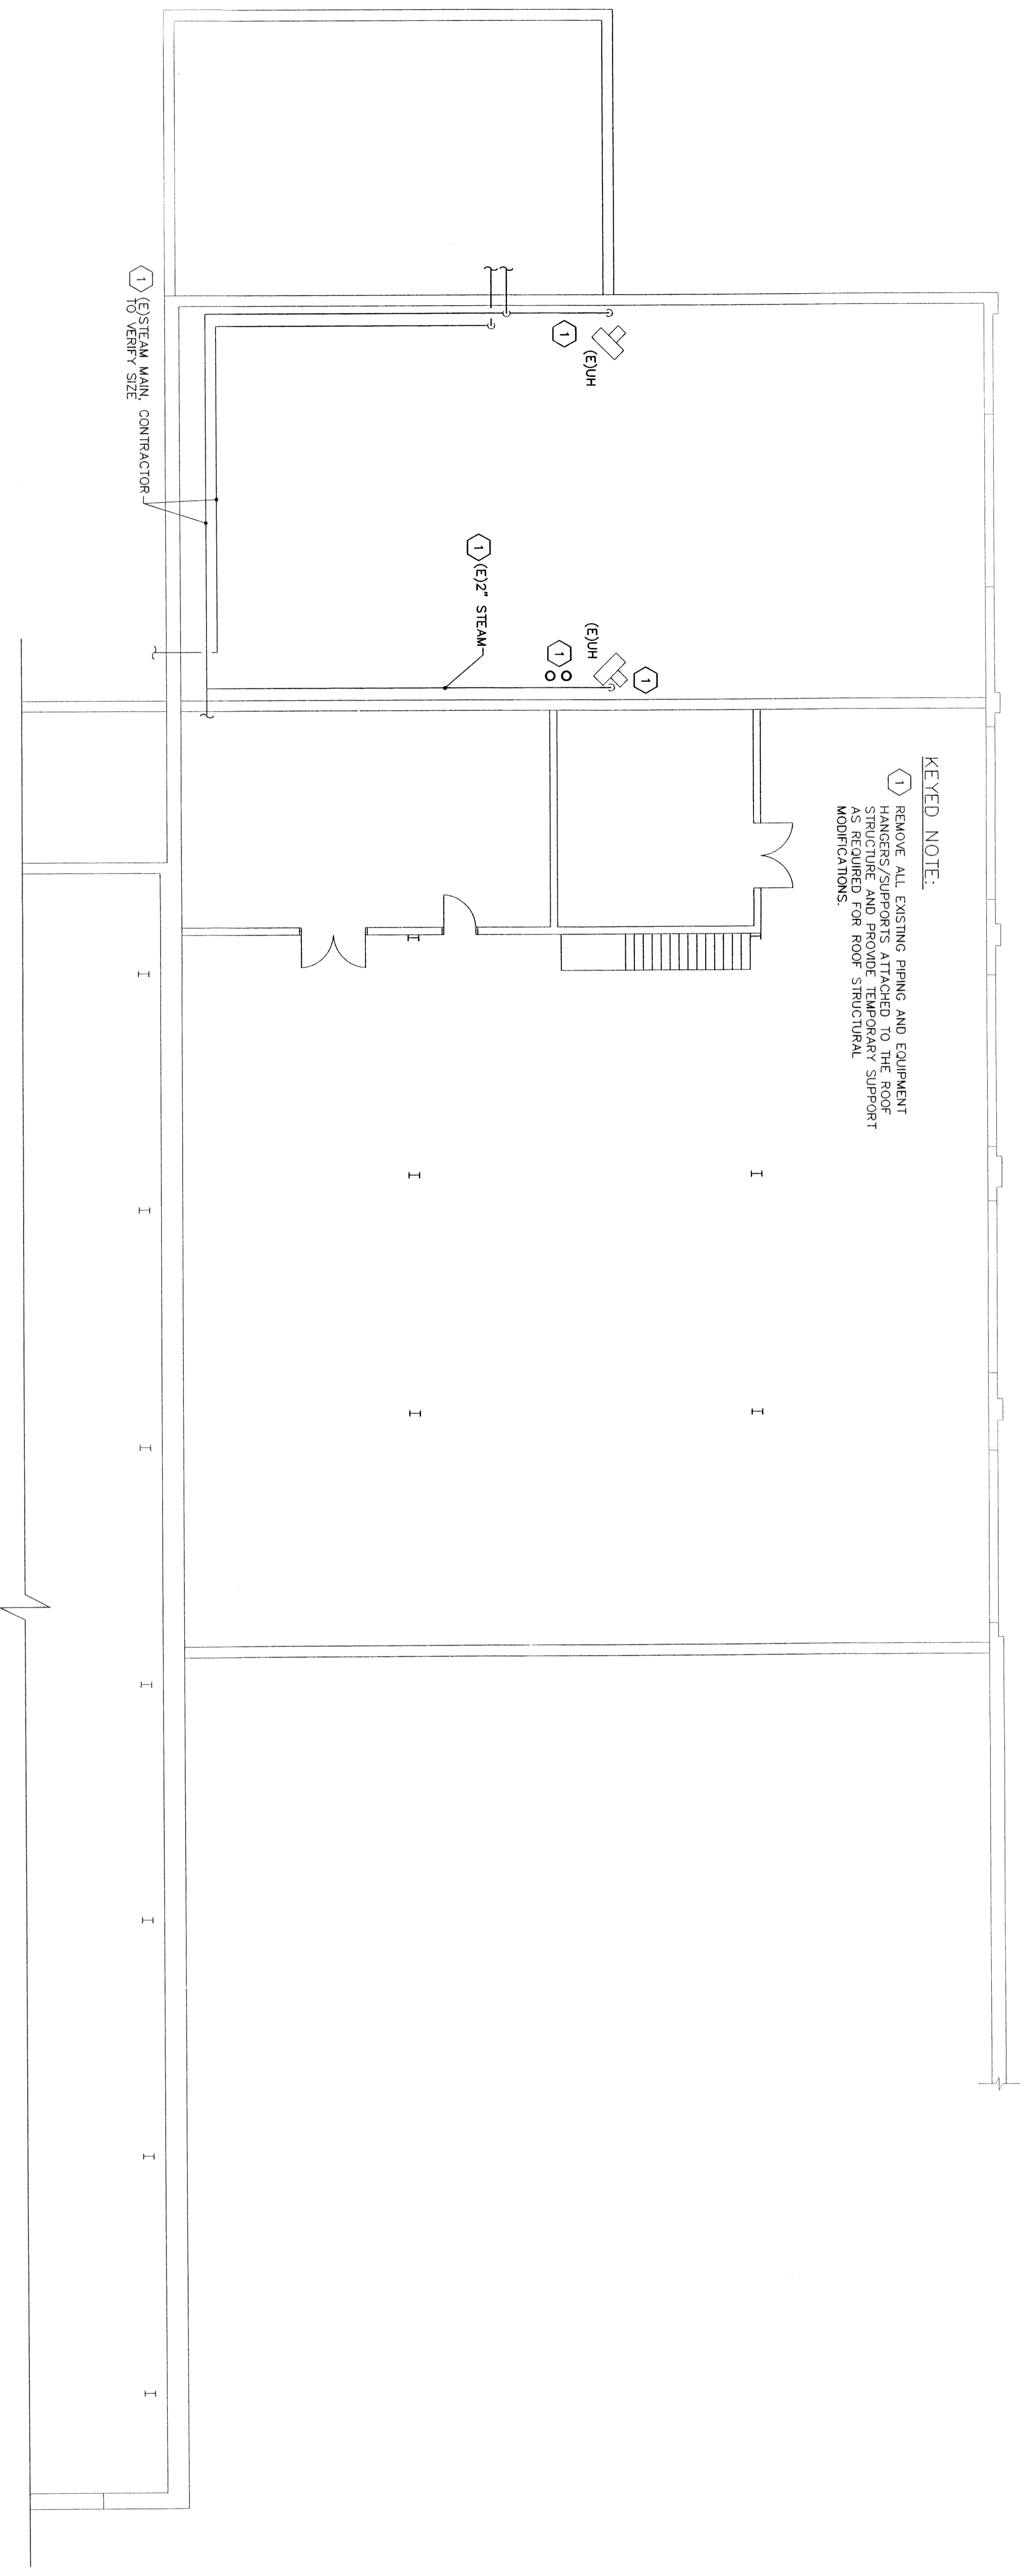 KEYED NOTE:
1 REMOVE ALL EXISTING PIPING AND EQUIPMENT
HANGERS/SUPPORTS ATTACHED TO THE ROOF
STRUCTURE AND PROVIDE TEMPORARY SUPPORT
AS REQUIRED FOR ROOF STRUCTURAL
MODIFICATIONS.
1
(E)UH
1
(E)UH
1
1 (E)2" STEAM
1 (E)STEAM MAIN, CONTRACTOR
TO VERIFY SIZE